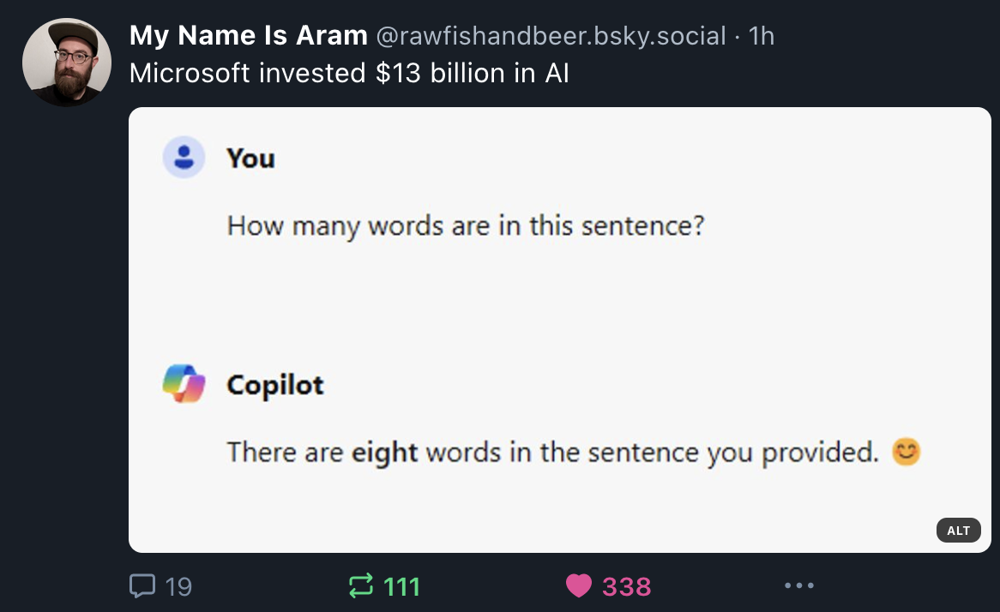 My Name Is Aram @rawfishandbeer.bsky.social · 1h
Microsoft invested $13 billion in AI
You
How many words are in this sentence?
Copilot
There are eight words in the sentence you provided. 😊
ALT
19 111 338